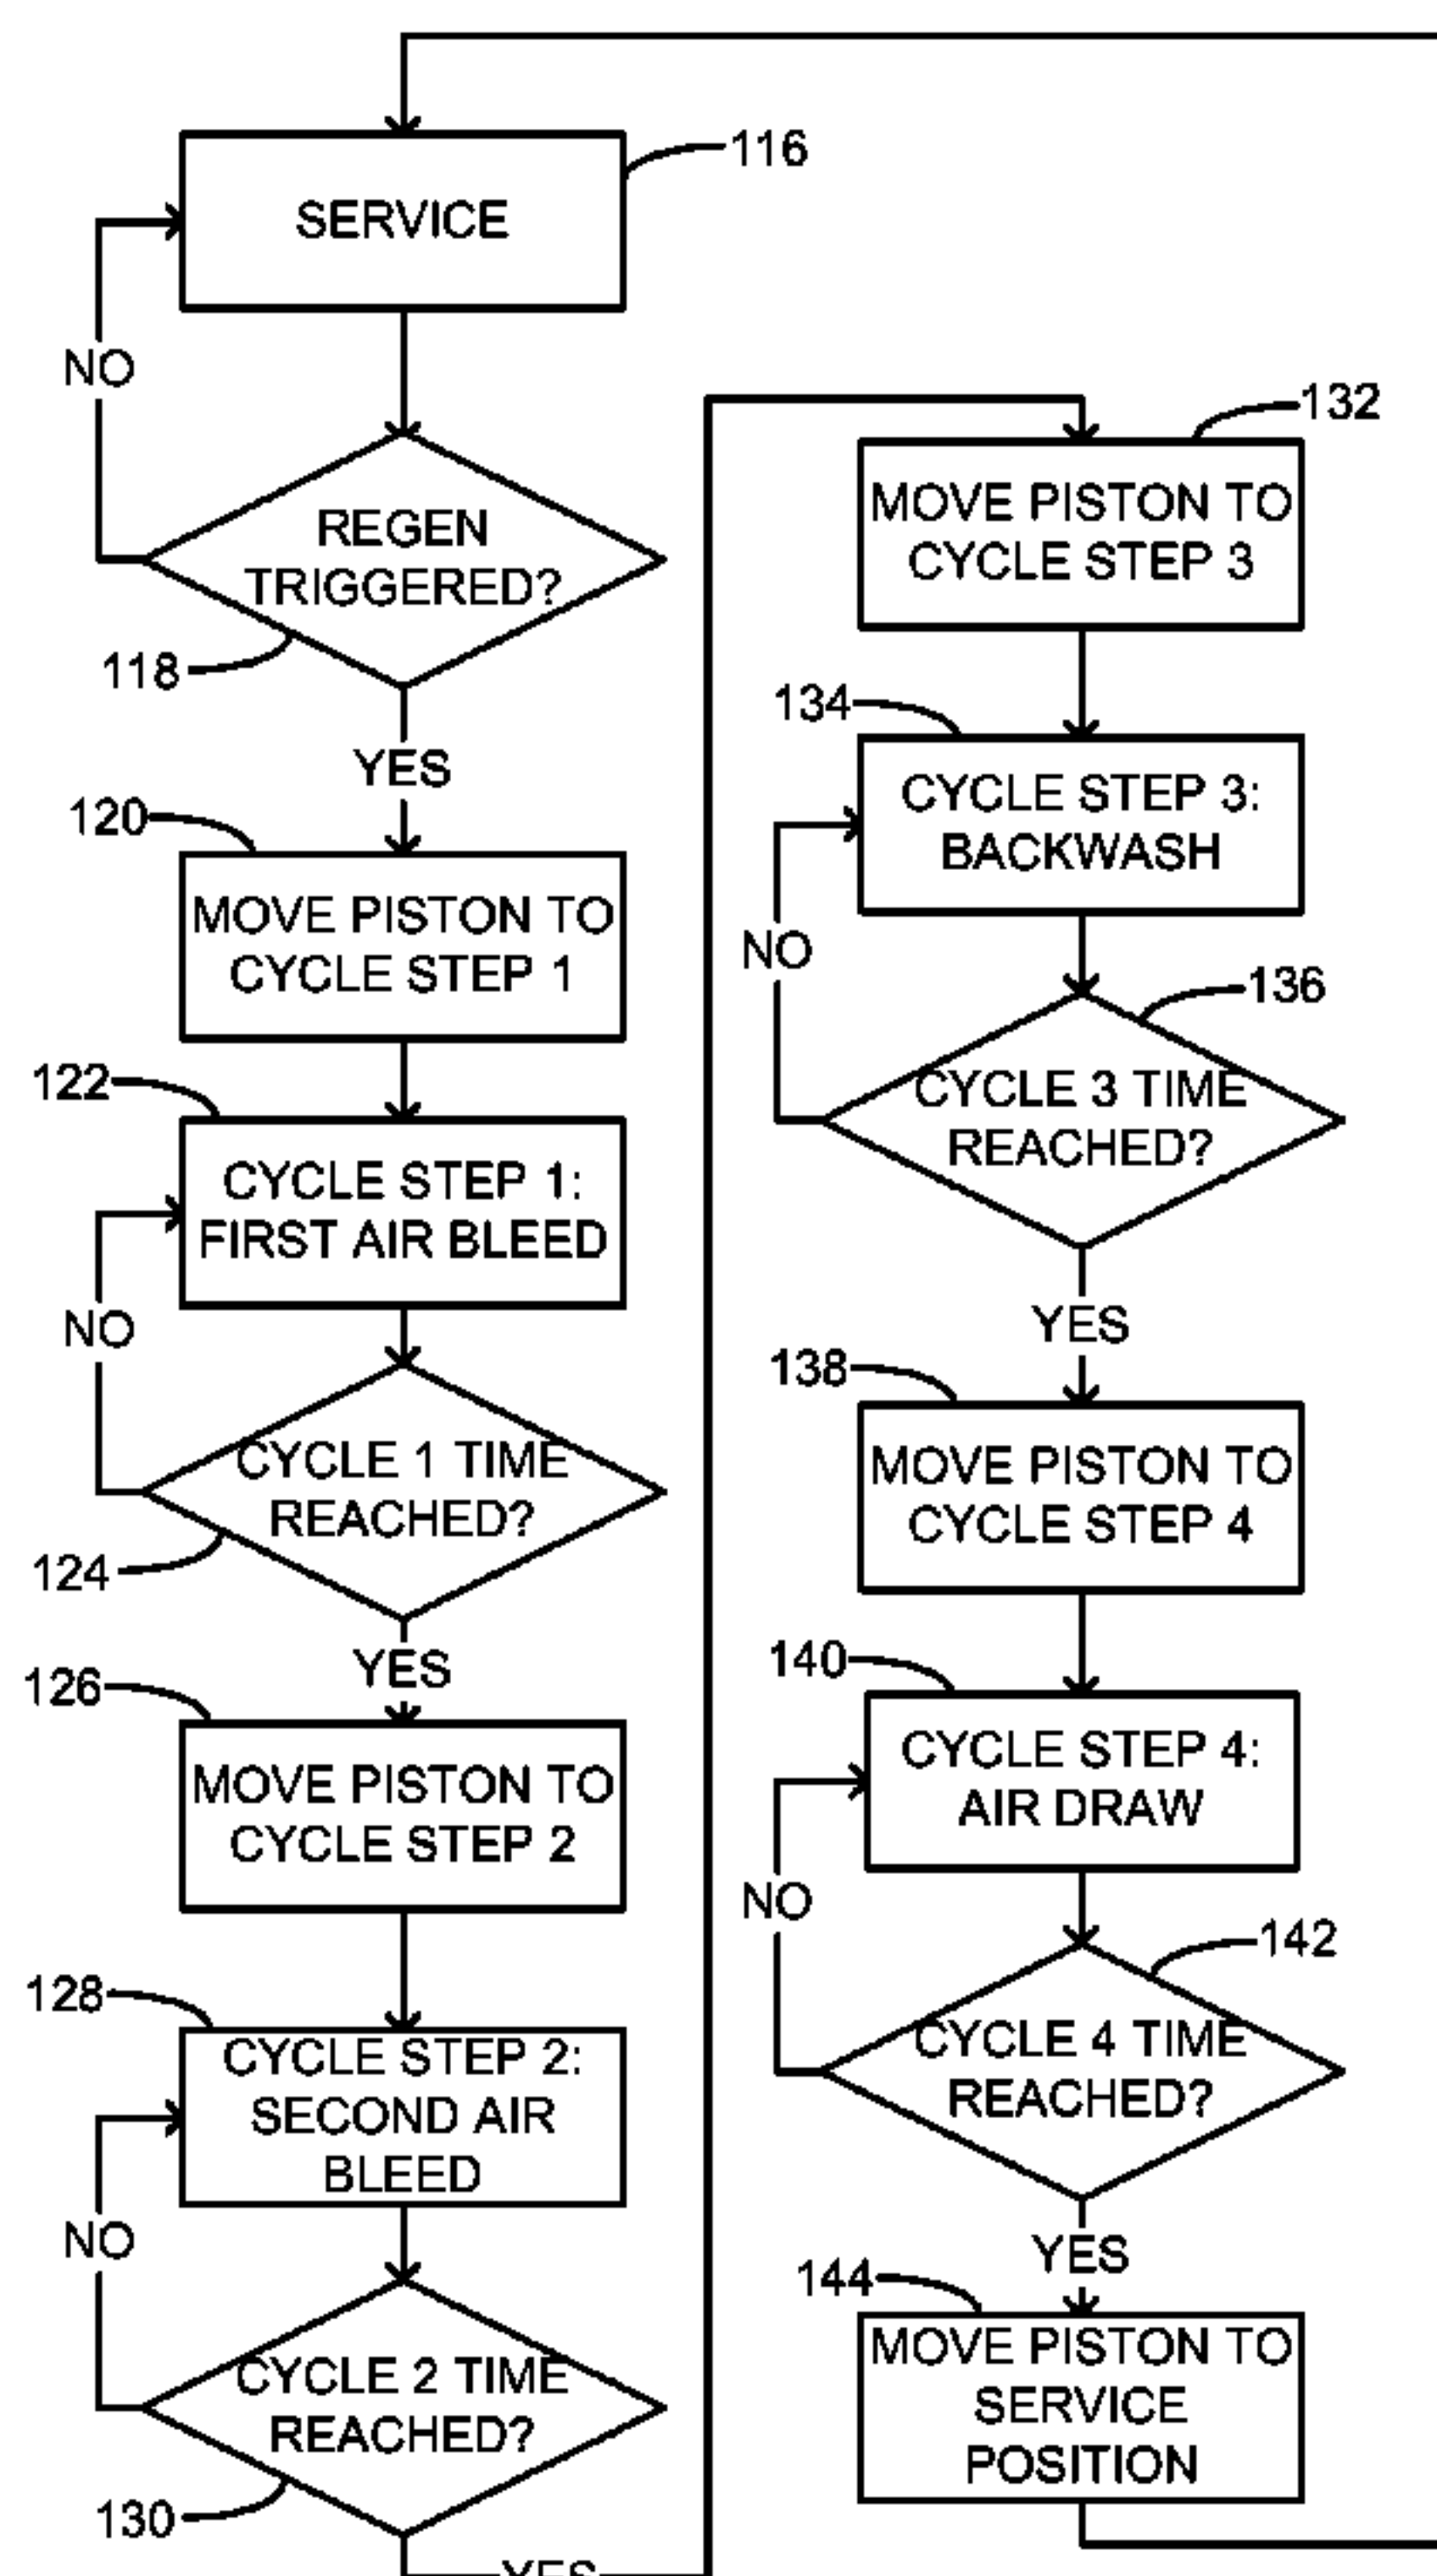 116
SERVICE
NO
REGEN
TRIGGERED?
118
YES
120
MOVE PISTON TO
CYCLE STEP 1
122
CYCLE STEP 1:
FIRST AIR BLEED
NO
CYCLE 1 TIME
REACHED?
124
YES
126
MOVE PISTON TO
CYCLE STEP 2
128
CYCLE STEP 2:
SECOND AIR
BLEED
NO
CYCLE 2 TIME
REACHED?
130
YES
132
MOVE PISTON TO
CYCLE STEP 3
134
CYCLE STEP 3:
BACKWASH
NO
136
CYCLE 3 TIME
REACHED?
YES
138
MOVE PISTON TO
CYCLE STEP 4
140
CYCLE STEP 4:
AIR DRAW
NO
142
CYCLE 4 TIME
REACHED?
YES
144
MOVE PISTON TO
SERVICE
POSITION